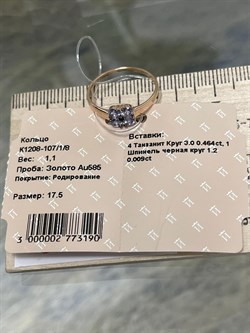 Кольцо
К1208-107/1/8
Вес: 1,1
Проба: Золото Au585
Покрытие: Родирование
Размер: 17.5
Вставки:
4 Танзанит Круг 3.0 0.464ct, 1
Шпинель черная круг 1.2
0.009ct
3 000002 773190